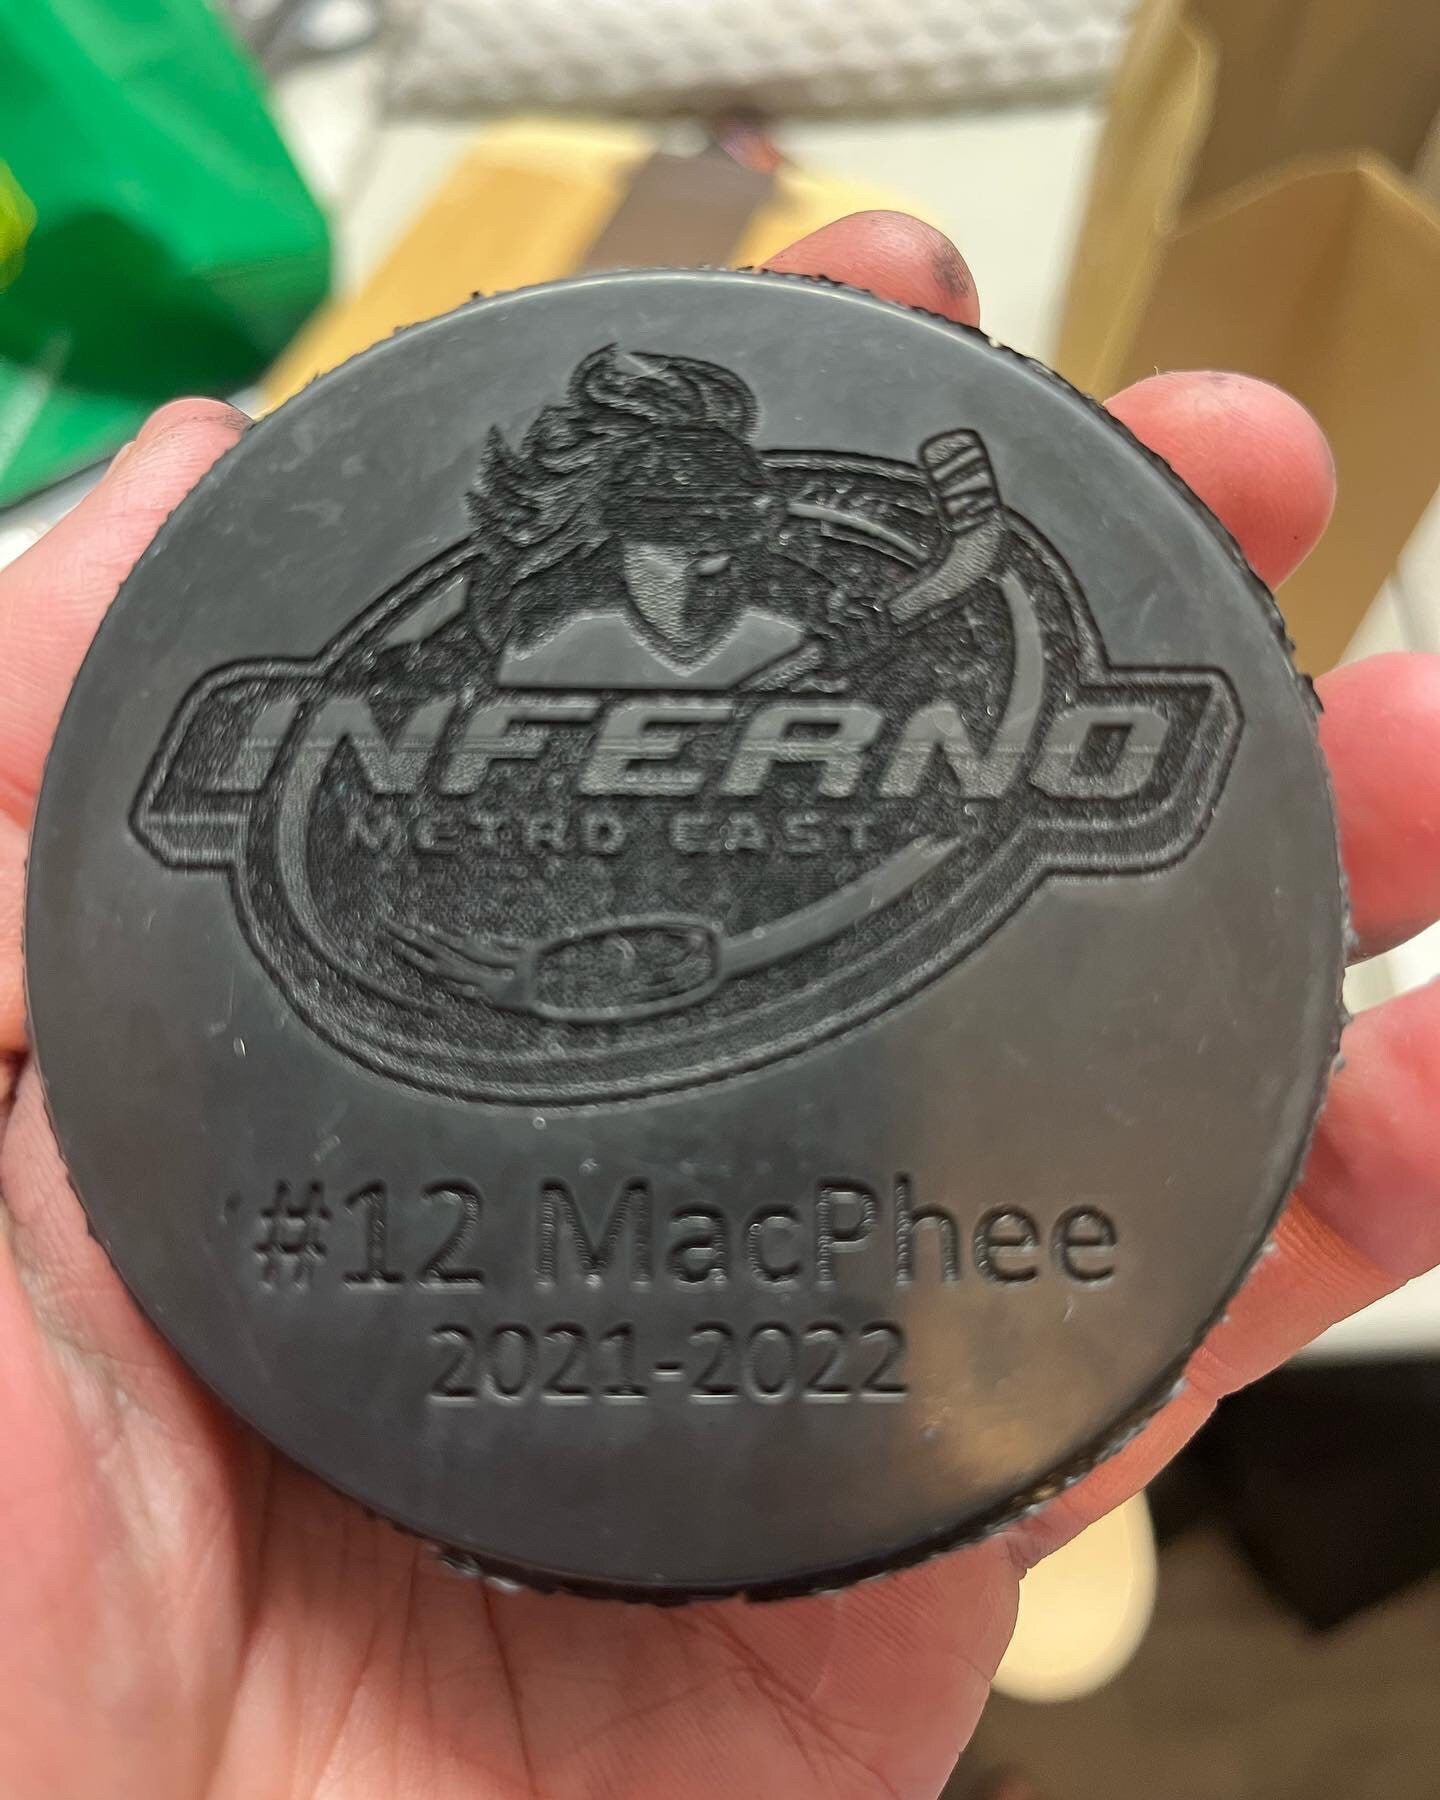 INFERNO
METRO EAST
#12 MacPhee
2021-2022